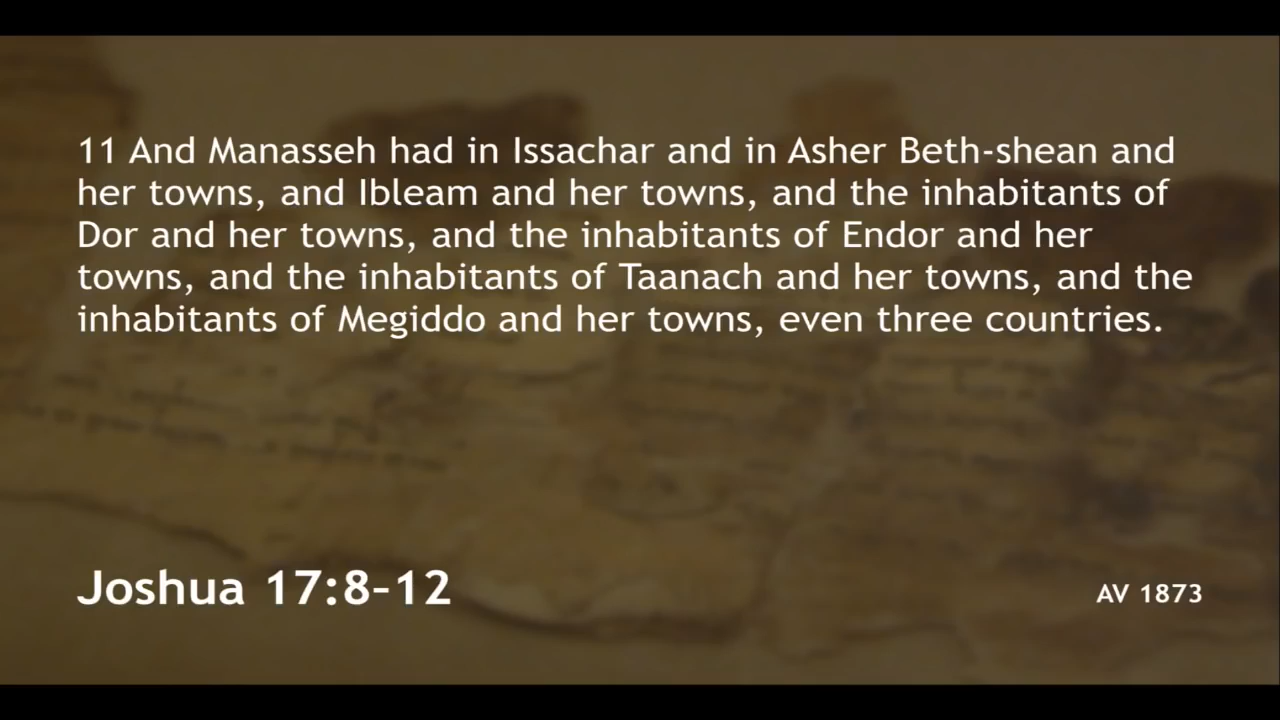 11 And Manasseh had in Issachar and in Asher Beth-shean and
her towns, and Ibleam and her towns, and the inhabitants of
Dor and her towns, and the inhabitants of Endor and her
towns, and the inhabitants of Taanach and her towns, and the
inhabitants of Megiddo and her towns, even three countries.
Joshua 17:8–12
AV 1873